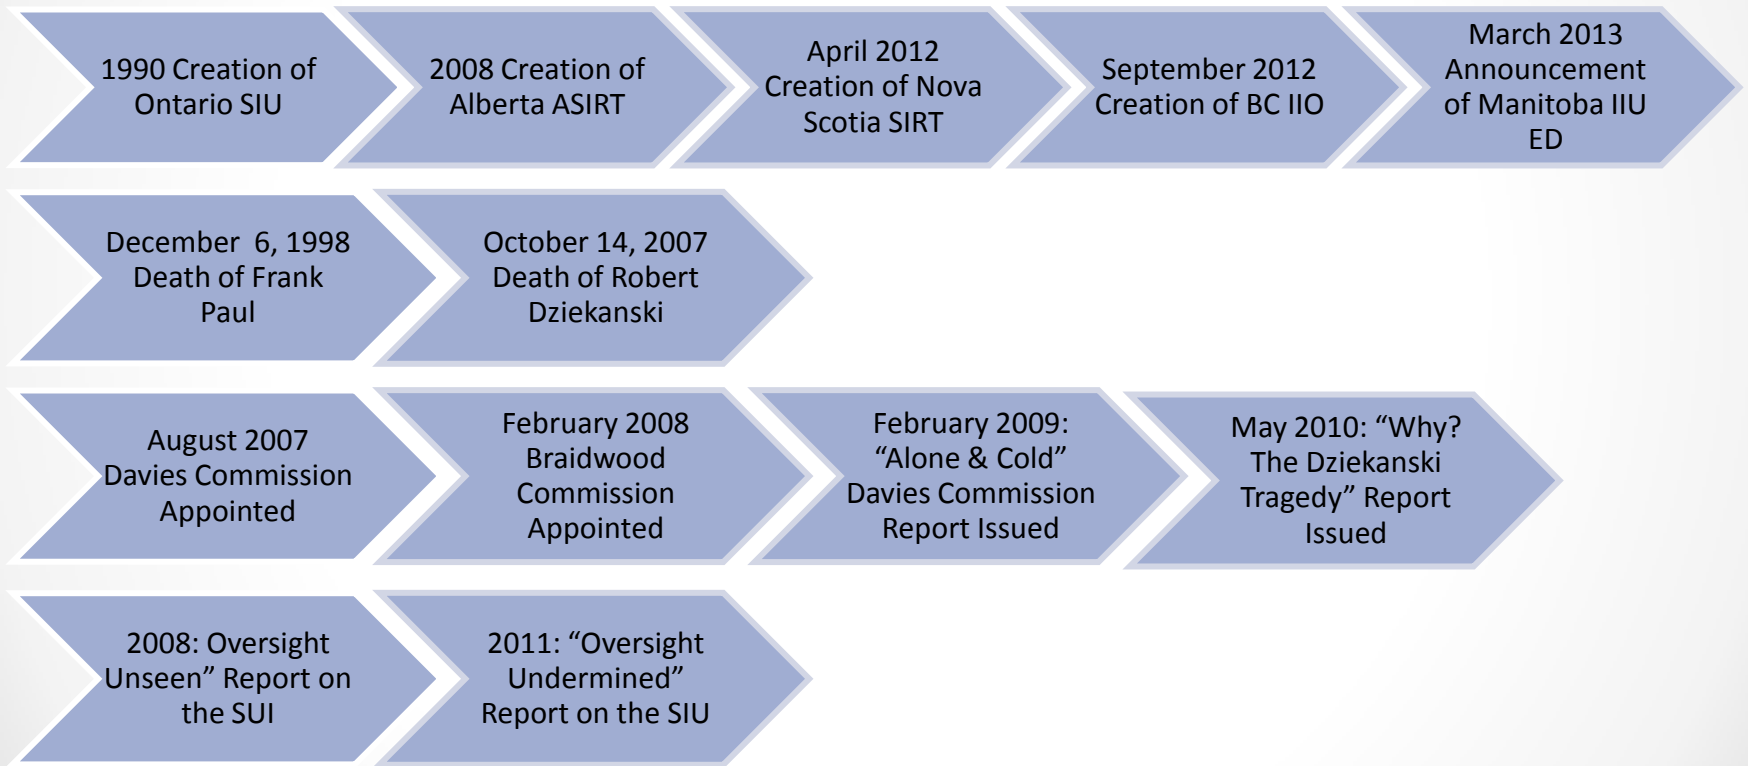 1990 Creation of
Ontario SIU
2008 Creation of
Alberta ASIRT
April 2012
Creation of Nova
Scotia SIRT
September 2012
Creation of BC IIO
March 2013
Announcement
of Manitoba IIU
ED
December  6, 1998
Death of Frank
Paul
October 14, 2007
Death of Robert
Dziekanski
August 2007
Davies Commission
Appointed
February 2008
Braidwood
Commission
Appointed
February 2009:
“Alone & Cold”
Davies Commission
Report Issued
May 2010: “Why?
The Dziekanski
Tragedy” Report
Issued
2008: Oversight
Unseen” Report on
the SUI
2011: “Oversight
Undermined”
Report on the SIU